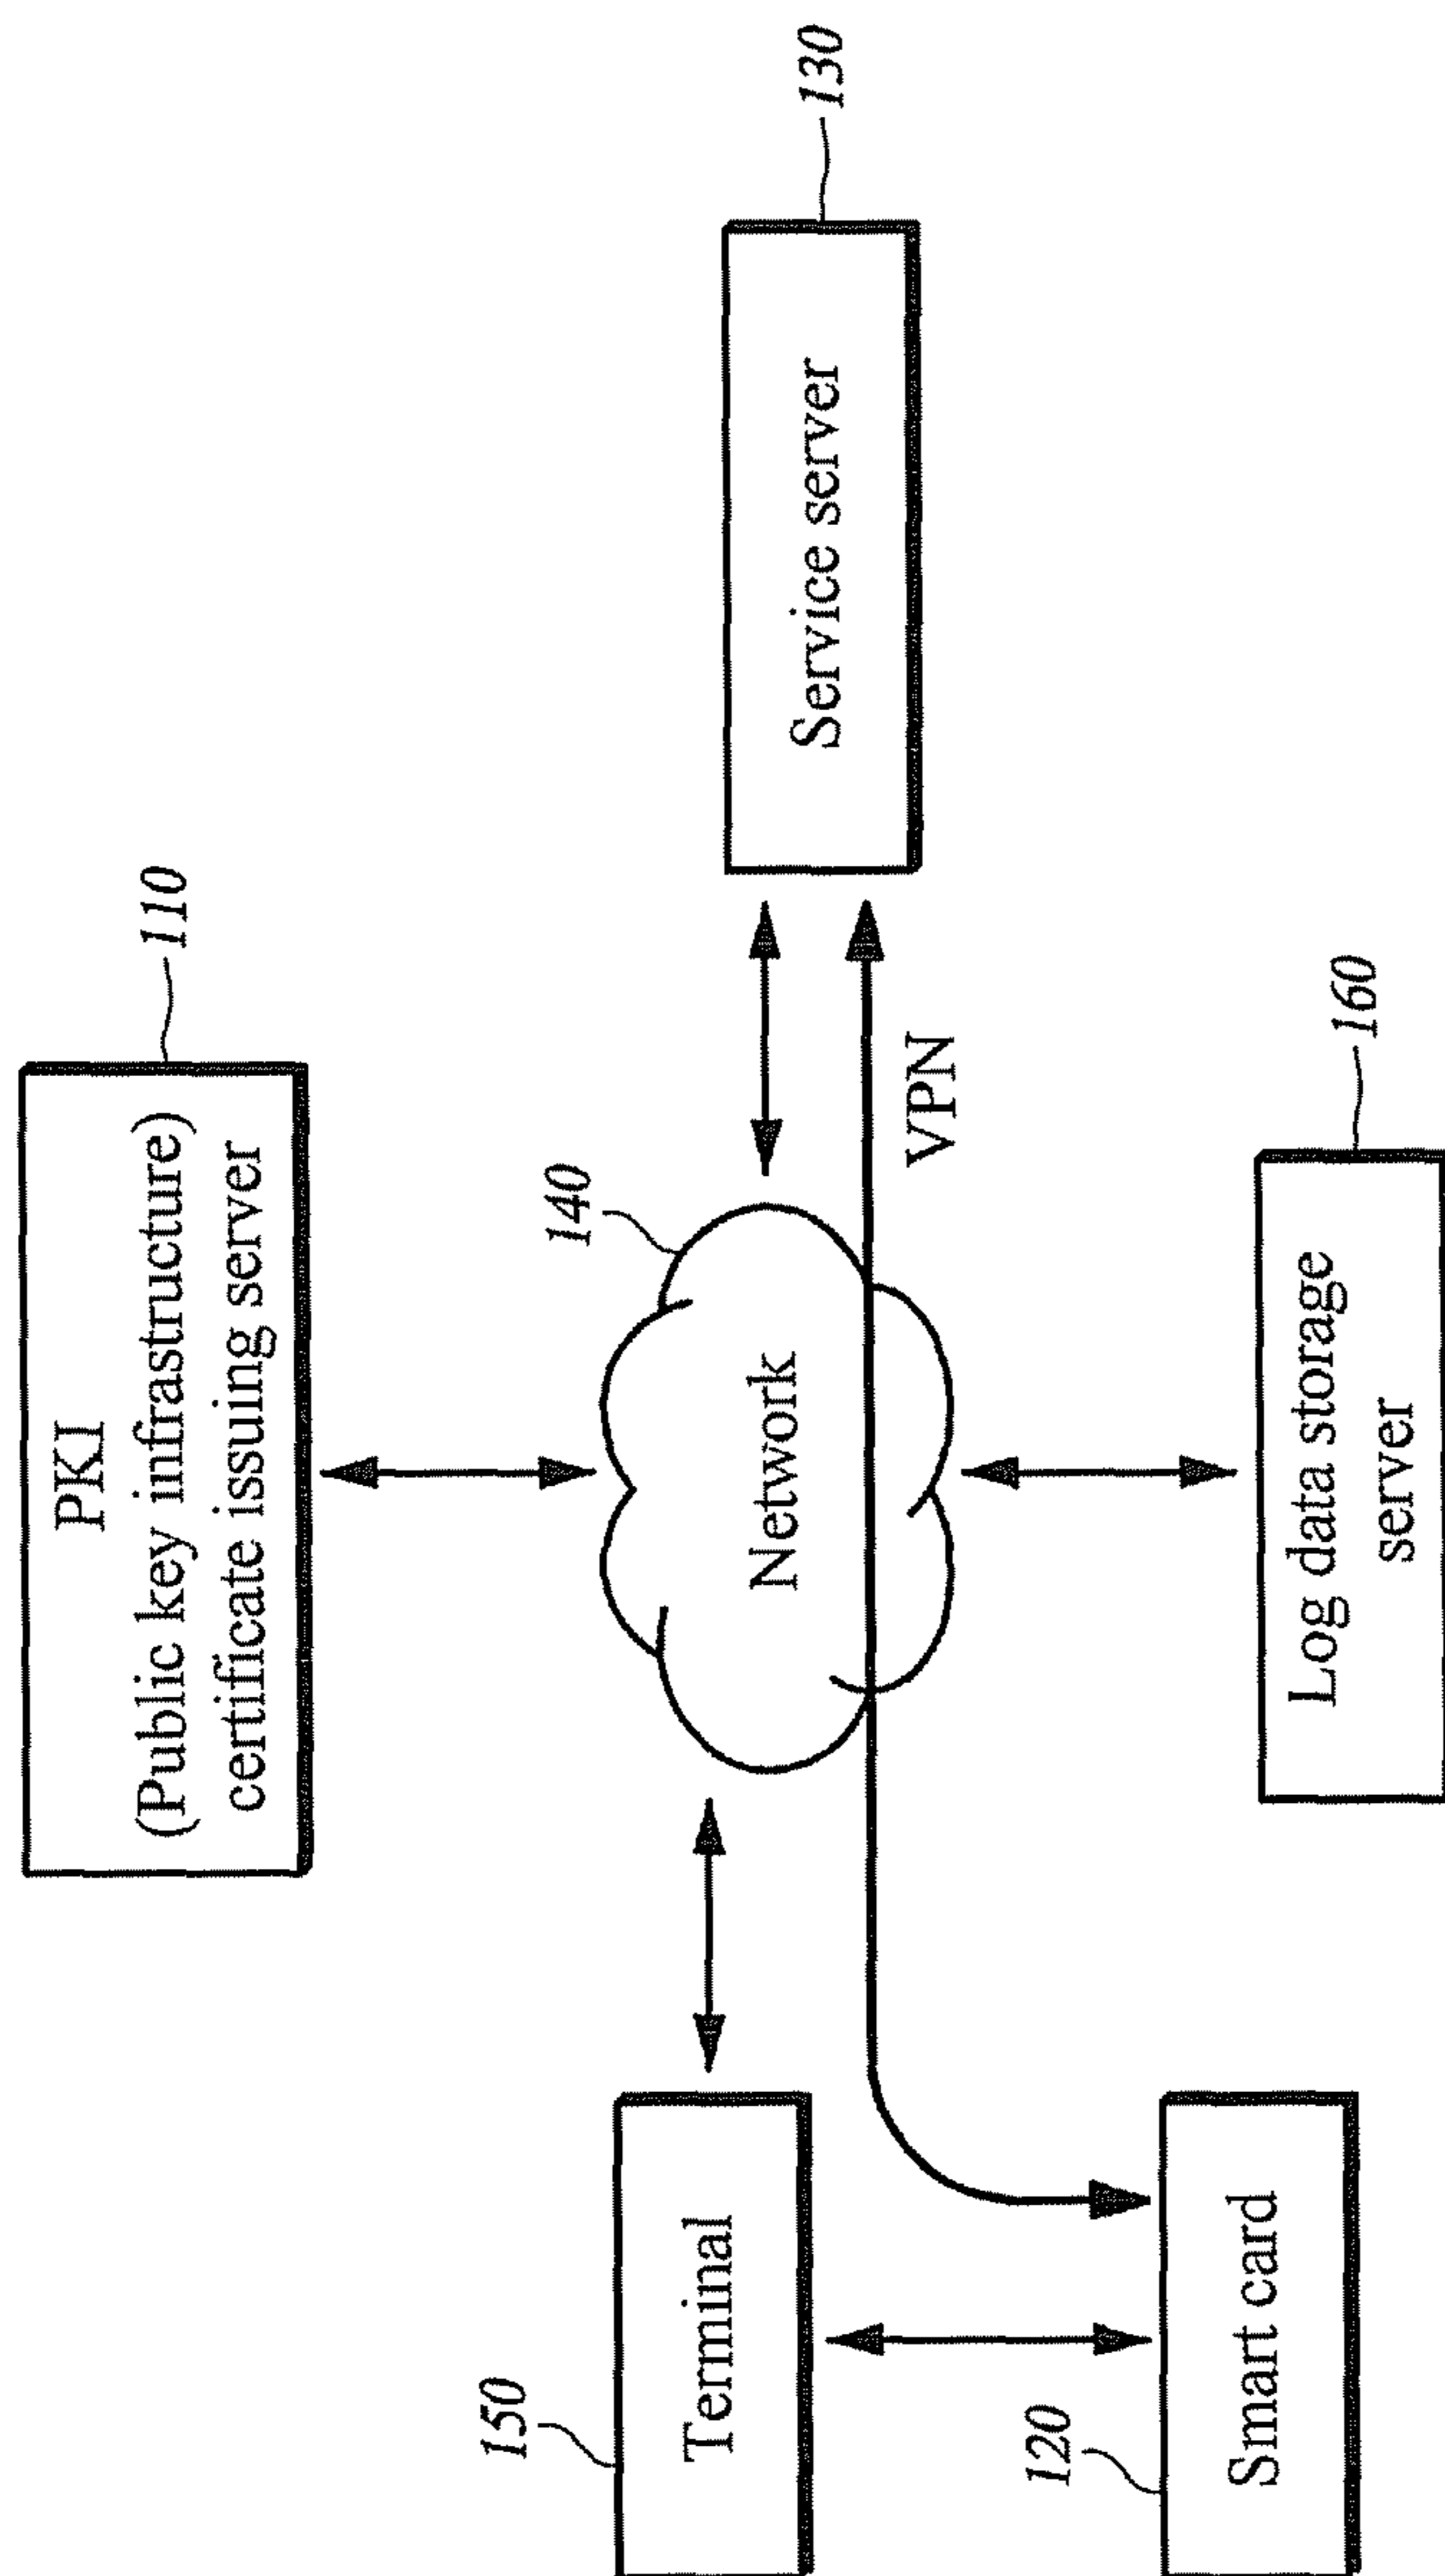 PKI
(Public key infrastructure)
certificate issuing server
110
140
Network
150
Terminal
Service server
130
VPN
120
Smart card
Log data storage
server
160